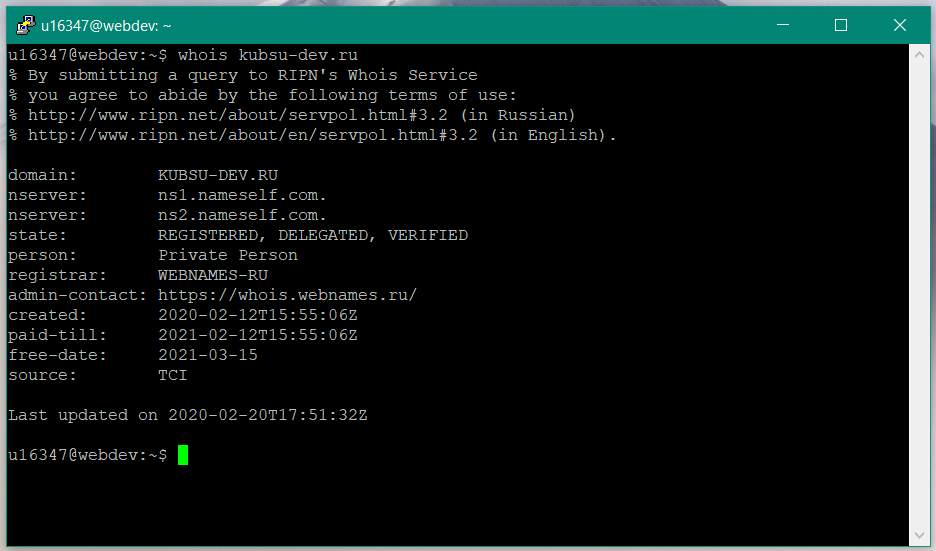 u16347@webdev: ~
u16347@webdev:~$ whois kubsu-dev.ru
% By submitting a query to RIPN's Whois Service
% you agree to abide by the following terms of use:
% http://www.ripn.net/about/servpol.html#3.2 (in Russian)
% http://www.ripn.net/about/en/servpol.html#3.2 (in English).
domain:        KUBSU-DEV.RU
nserver:       ns1.nameself.com.
nserver:       ns2.nameself.com.
state:         REGISTERED, DELEGATED, VERIFIED
person:        Private Person
registrar:     WEBNAMES-RU
admin-contact: https://whois.webnames.ru/
created:       2020-02-12T15:55:06Z
paid-till:     2021-02-12T15:55:06Z
free-date:     2021-03-15
source:        TCI
Last updated on 2020-02-20T17:51:32Z
u16347@webdev:~$